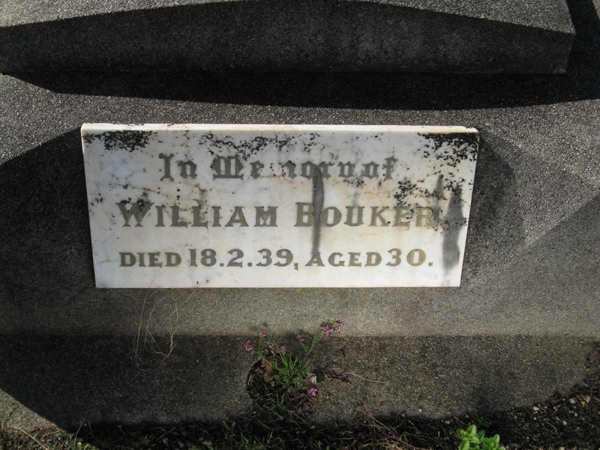 In Memory of
WILLIAM BOUKER
DIED 18.2.39, AGED 30.